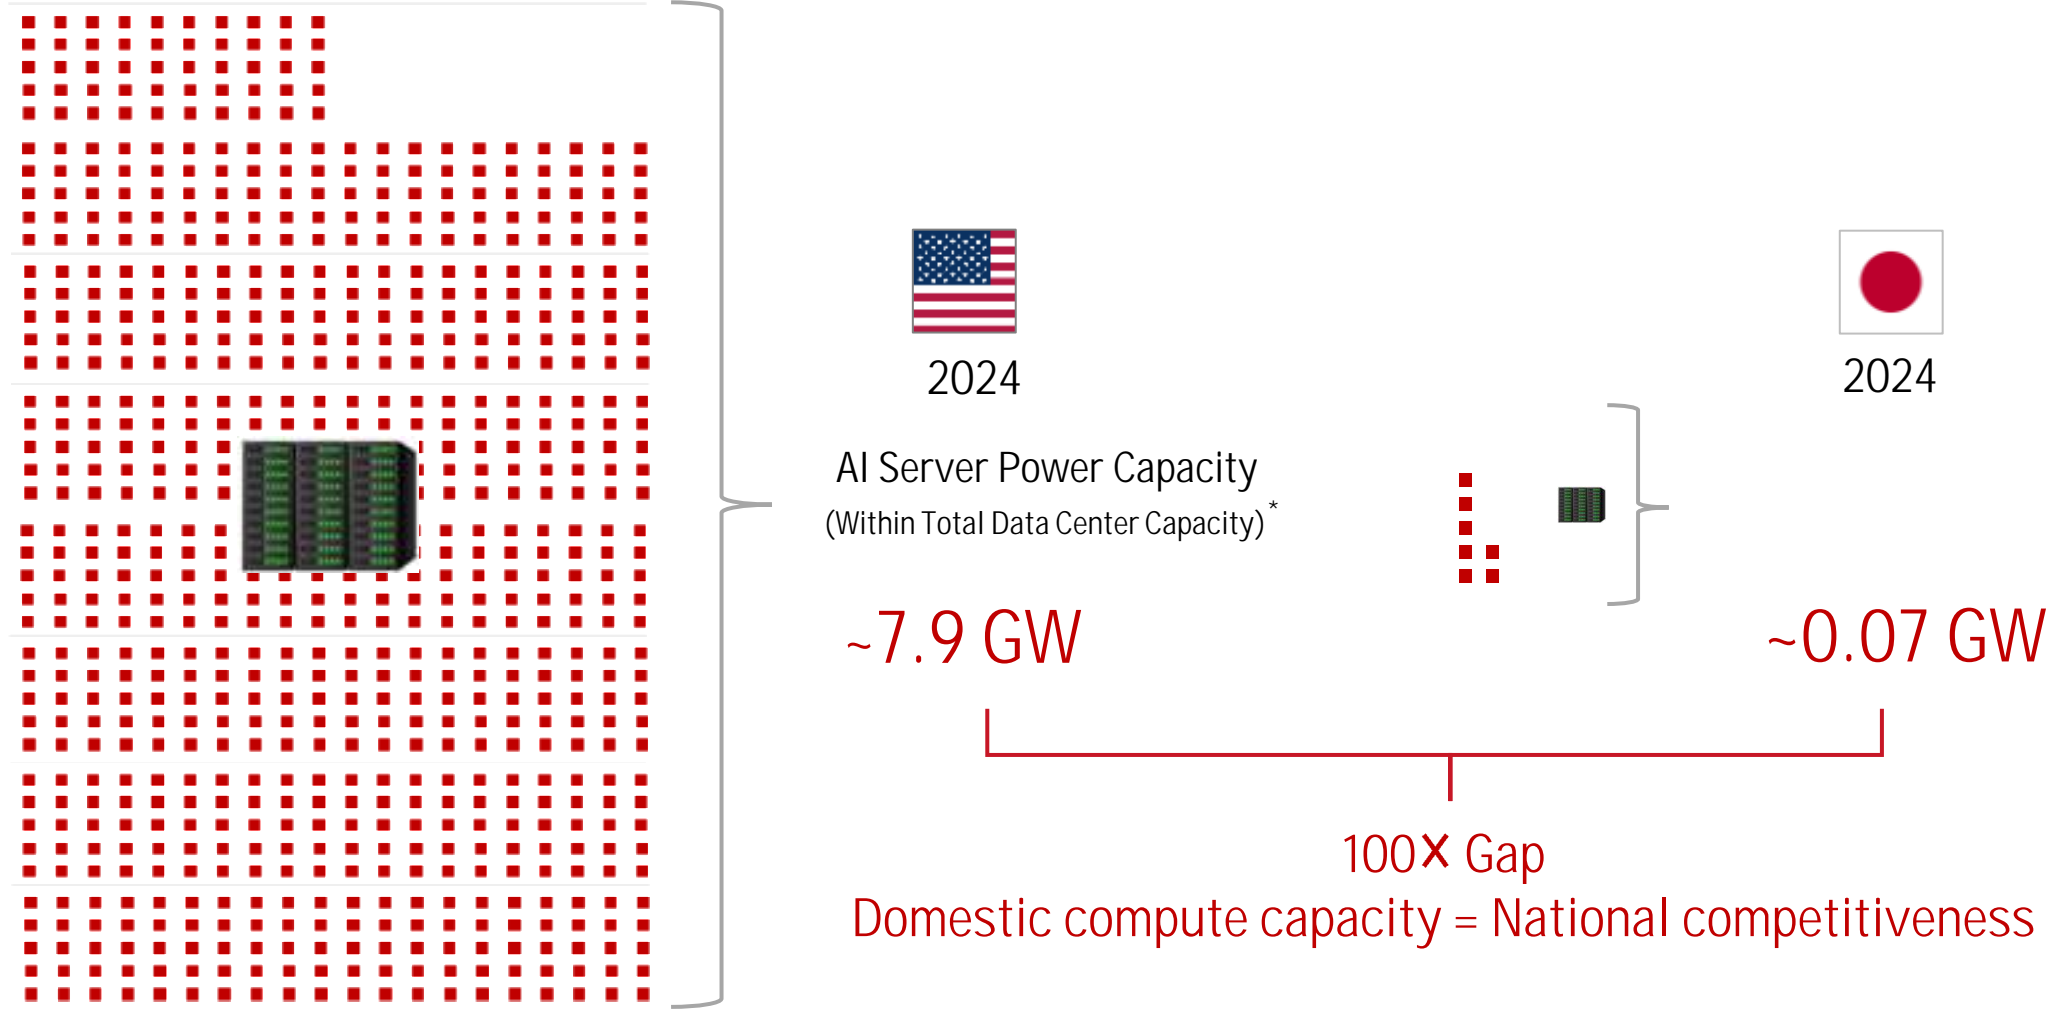 2024
2024
AI Server Power Capacity
(Within Total Data Center Capacity)*
~7.9 GW
~0.07 GW
100X Gap
Domestic compute capacity = National competitiveness